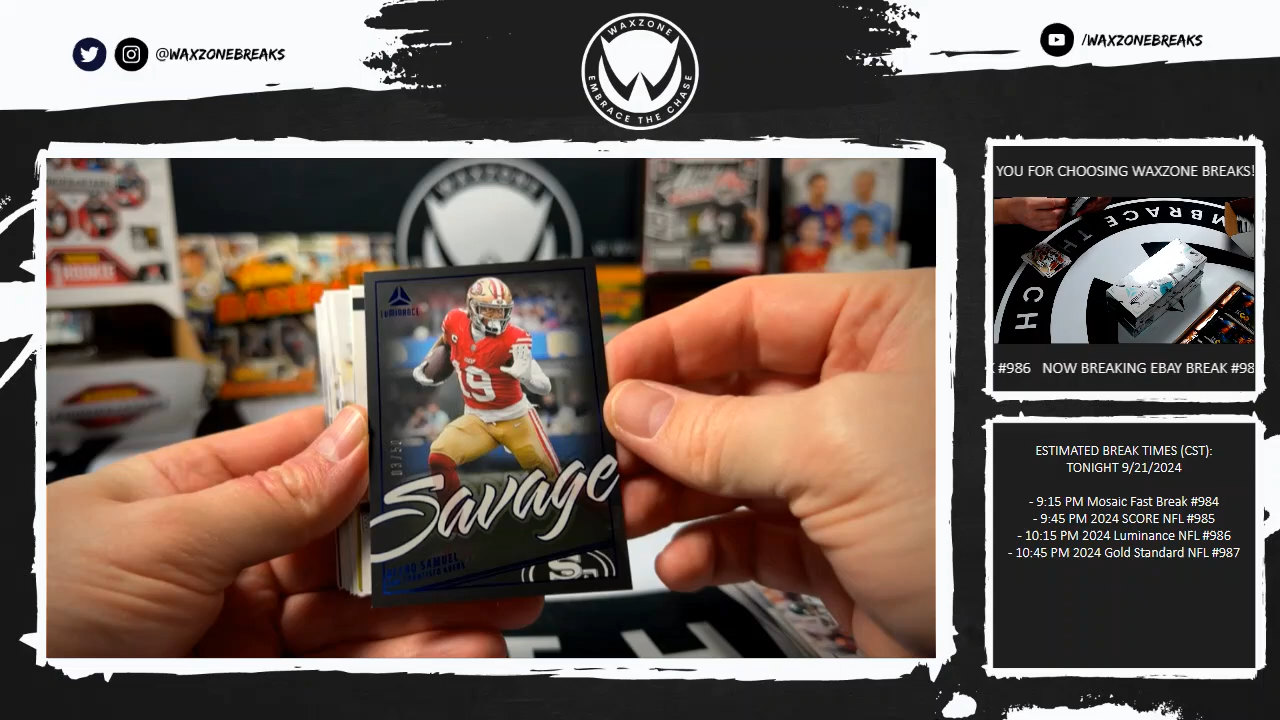 @WAXZONEBREAKS
WAXZONE
EMBRACE THE CHASE
/WAXZONEBREAKS
WAXZONE
LUMINANCE
19
Savage
SAMUEL
YOU FOR CHOOSING WAXZONE BREAKS!
#986 NOW BREAKING EBAY BREAK #98
ESTIMATED BREAK TIMES (CST):
TONIGHT 9/21/2024
- 9:15 PM Mosaic Fast Break #984
- 9:45 PM 2024 SCORE NFL #985
- 10:15 PM 2024 Luminance NFL #986
- 10:45 PM 2024 Gold Standard NFL #987